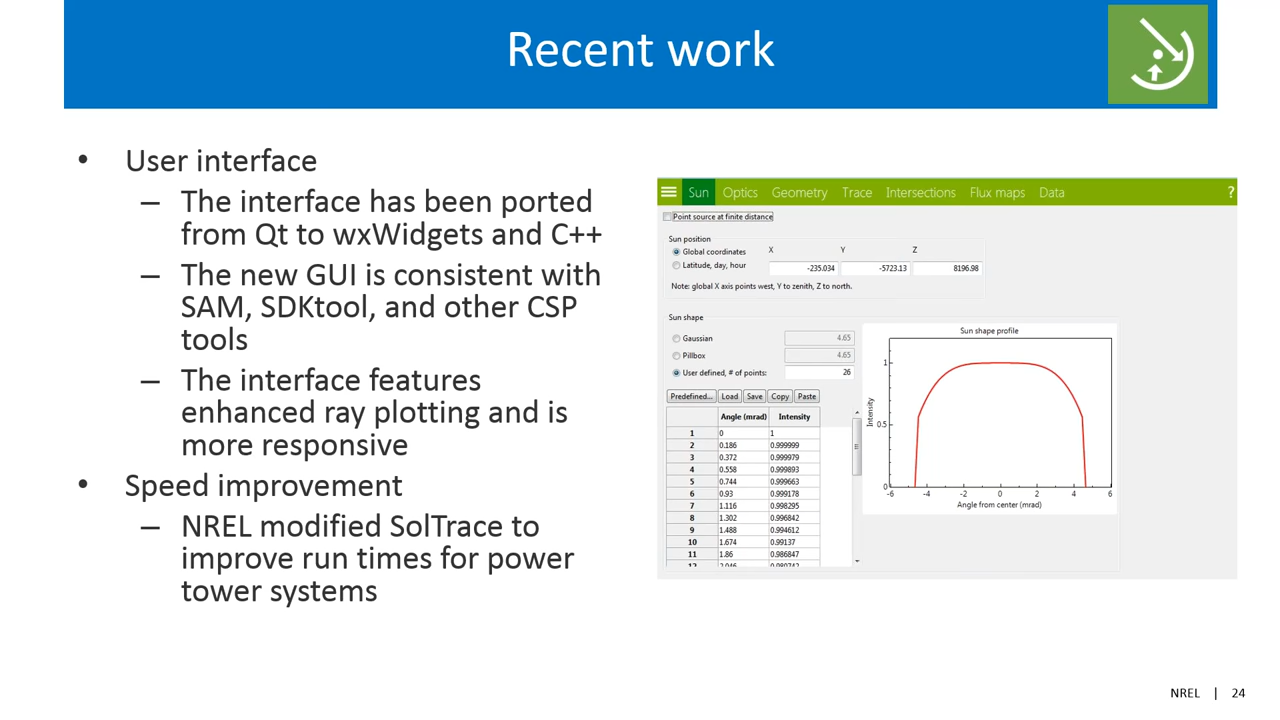 Recent work
• User interface
– The interface has been ported
from Qt to wxWidgets and C++
– The new GUI is consistent with
SAM, SDKtool, and other CSP
tools
– The interface features
enhanced ray plotting and is
more responsive
• Speed improvement
– NREL modified SolTrace to
improve run times for power
tower systems
Sun Optics Geometry Trace Intersections Flux maps Data ?
Point source at finite distance
Sun position
Global coordinates X Y Z
Latitude, day, hour -235.034 -5723.13 8196.98
Note: global X axis points west, Y to zenith, Z to north.
Sun shape
Gaussian 4.65
Pillbox 4.65
User defined, # of points: 26
Predefined... Load Save Copy Paste
Angle (mrad) Intensity
1 0 1
2 0.186 0.999999
3 0.372 0.999979
4 0.558 0.999893
5 0.744 0.999663
6 0.93 0.999178
7 1.116 0.998295
8 1.302 0.996842
9 1.488 0.994612
10 1.674 0.99137
11 1.86 0.986847
Sun shape profile
Intensity
1
0.5
0
-6 -4 -2 0 2 4 6
Angle from center (mrad)
NREL | 24